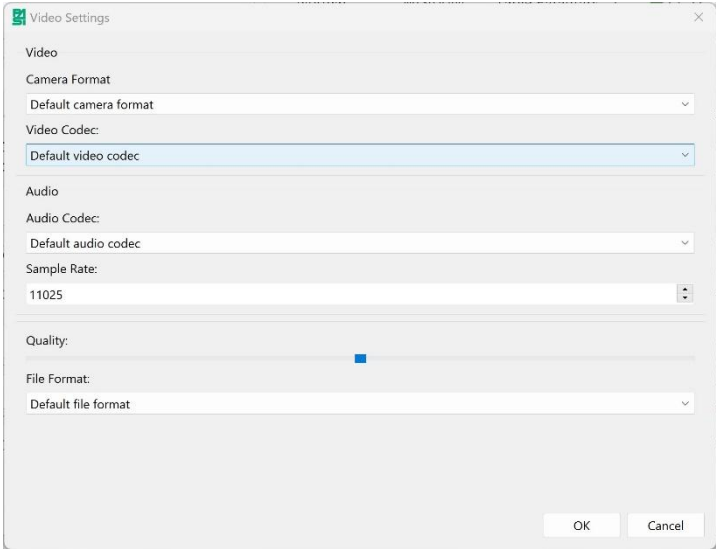 Video Settings
Video
Camera Format
Default camera format
Video Codec:
Default video codec
Audio
Audio Codec:
Default audio codec
Sample Rate:
11025
Quality:
File Format:
Default file format
OK
Cancel